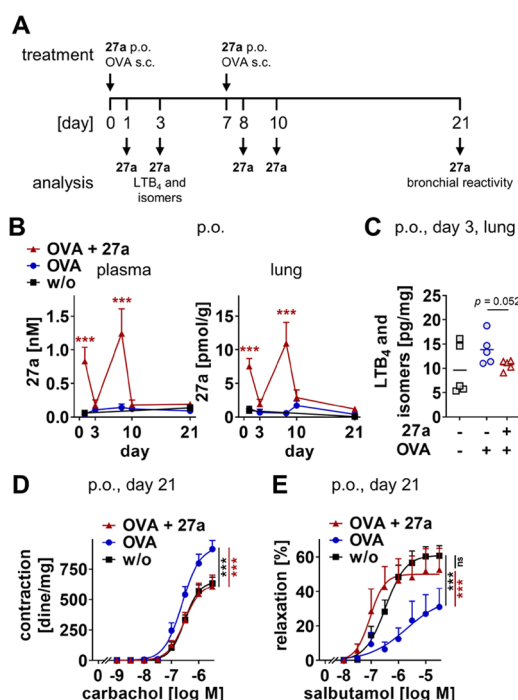 A
treatment
27a p.o.
OVA s.c.
27a p.o.
OVA s.c.
[day] 0 1 3 7 8 10 21
27a 27a 27a 27a 27a
analysis
LTB4 and
isomers
bronchial reactivity
B p.o.
OVA + 27a
OVA
w/o
plasma
27a [nM]
2.0
1.5
1.0
0.5
0.0
*** ***
0 3 10 21
day
lung
27a [pmol/g]
20
15
10
5
0
*** ***
0 3 10 21
day
C p.o., day 3, lung
LTB4 and
isomers [pg/mg]
25
20
15
10
5
0
p = 0.052
27a - - +
OVA - + +
D p.o., day 21
OVA + 27a
OVA
w/o
contraction
[dine/mg]
750
500
250
0
*** ***
-9 -8 -7 -6
carbachol [log M]
E p.o., day 21
OVA + 27a
OVA
w/o
relaxation [%]
60
40
20
0
*** *** ns
-8 -7 -6 -5
salbutamol [log M]